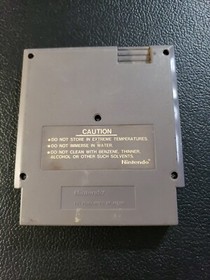 CAUTION
•DO NOT STORE IN EXTREME TEMPERATURES.
•DO NOT IMMERSE IN WATER.
•DO NOT CLEAN WITH BENZENE, THINNER,
ALCOHOL OR OTHER SUCH SOLVENTS.
Nintendo